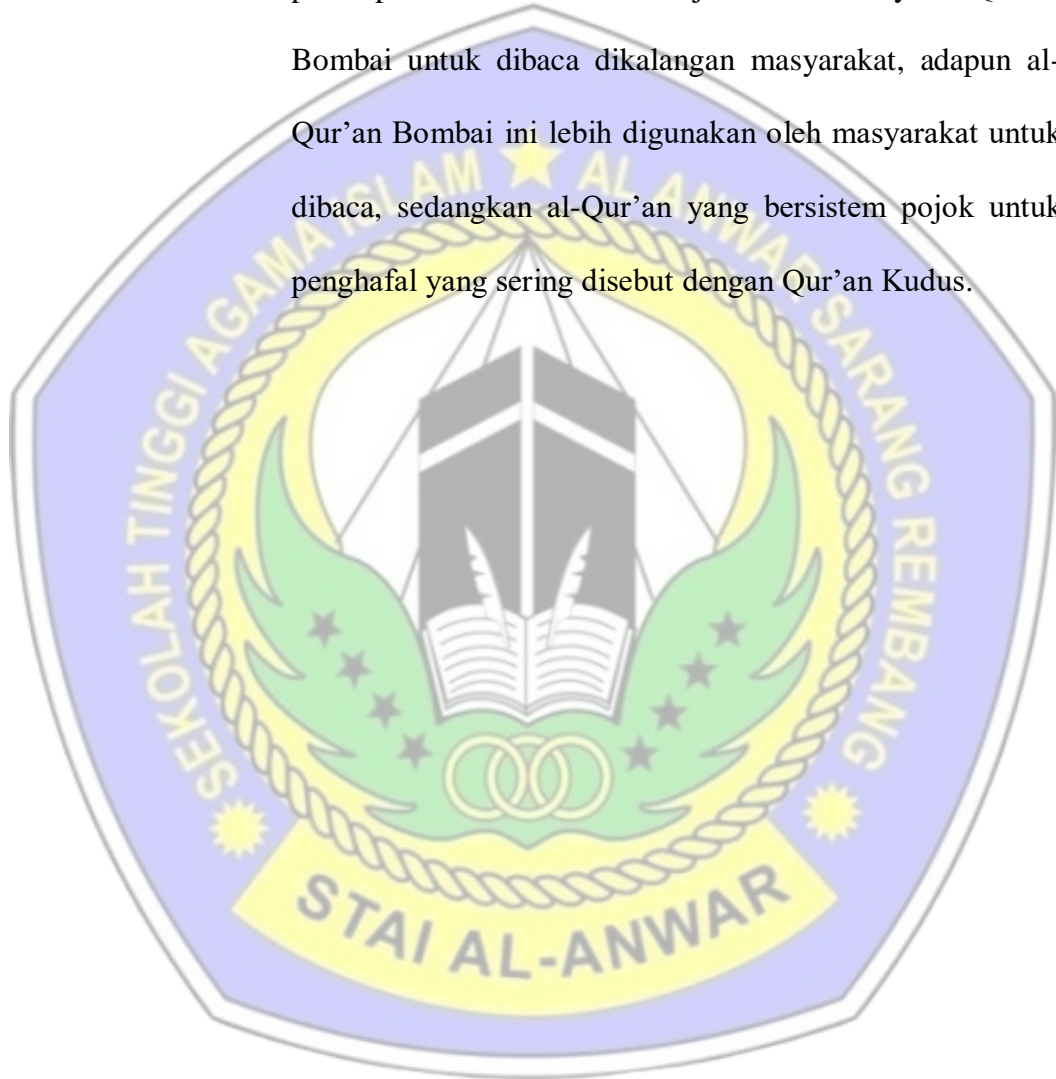 Bombai untuk dibaca dikalangan masyarakat, adapun al-
Qur’an Bombai ini lebih digunakan oleh masyarakat untuk
dibaca, sedangkan al-Qur’an yang bersistem pojok untuk
penghafal yang sering disebut dengan Qur’an Kudus.
SEKOLAH TINGGI AGAMA ISLAM ★ AL ANWAR SARANG REMBANG
STAI AL-ANWAR